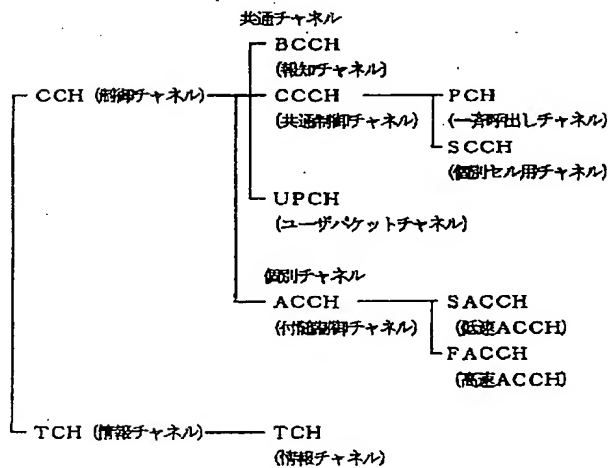 共通チャネル
BCCH
(報知チャネル)
CCH (制御チャネル) CCCH PCH
(共通制御チャネル) (一斉呼出しチャネル)
SCCH
(個別セル用チャネル)
UPCH
(ユーザパケットチャネル)
個別チャネル
ACCH SACCH
(付随制御チャネル) (低速ACCH)
FACCH
(高速ACCH)
TCH (情報チャネル) TCH
(情報チャネル)